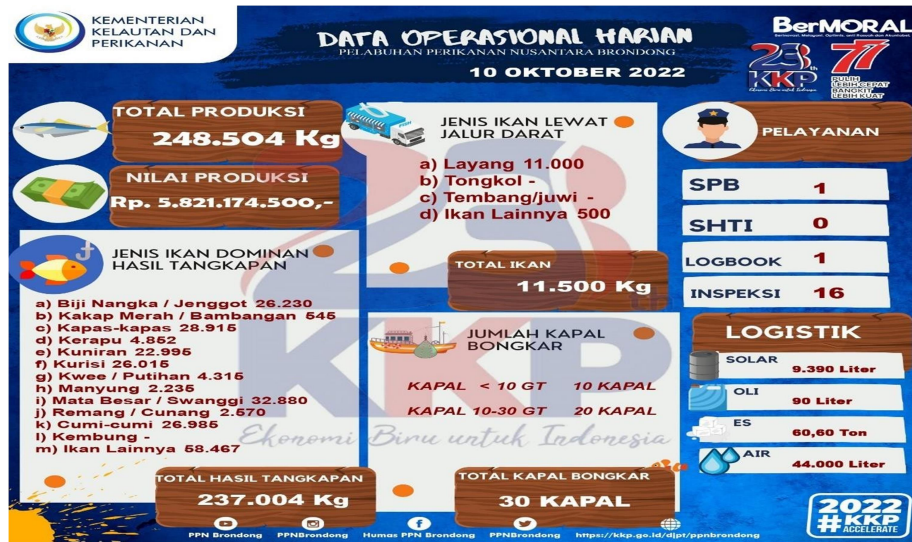 KEMENTERIAN
KELAUTAN DAN
PERIKANAN
DATA OPERASIONAL HARIAN
PELABUHAN PERIKANAN NUSANTARA BRONDONG
10 OKTOBER 2022
BerMORAL
25th
KKP
Ekonomi Biru untuk Indonesia
77
PULIH
LEBIH CEPAT
BANGKIT
LEBIH KUAT
TOTAL PRODUKSI
248.504 Kg
NILAI PRODUKSI
Rp. 5.821.174.500,-
JENIS IKAN DOMINAN
HASIL TANGKAPAN
a) Biji Nangka / Jenggot 26.230
b) Kakap Merah / Bambangan 545
c) Kapas-kapas 28.915
d) Kerapu 4.852
e) Kuniran 22.995
f) Kurisi 26.015
g) Kwee / Putihan 4.315
h) Manyung 2.235
i) Mata Besar / Swanggi 32.880
j) Remang / Cunang 2.570
k) Cumi-cumi 26.985
l) Kembung -
m) Ikan Lainnya 58.467
TOTAL HASIL TANGKAPAN
237.004 Kg
JENIS IKAN LEWAT
JALUR DARAT
a) Layang 11.000
b) Tongkol -
c) Tembang/juwi -
d) Ikan Lainnya 500
TOTAL IKAN
11.500 Kg
JUMLAH KAPAL
BONGKAR
KAPAL < 10 GT 10 KAPAL
KAPAL 10-30 GT 20 KAPAL
TOTAL KAPAL BONGKAR
30 KAPAL
PELAYANAN
SPB 1
SHTI 0
LOGBOOK 1
INSPEKSI 16
LOGISTIK
SOLAR
9.390 Liter
OLI
90 Liter
ES
60,60 Ton
AIR
44.000 Liter
25
KKP
Ekonomi Biru untuk Indonesia
PPN Brondong
PPNBrondong
Humas PPN Brondong
PPNBrondong
https://kkp.go.id/djpt/ppnbrondong
2022
#KKP
ACCELERATE